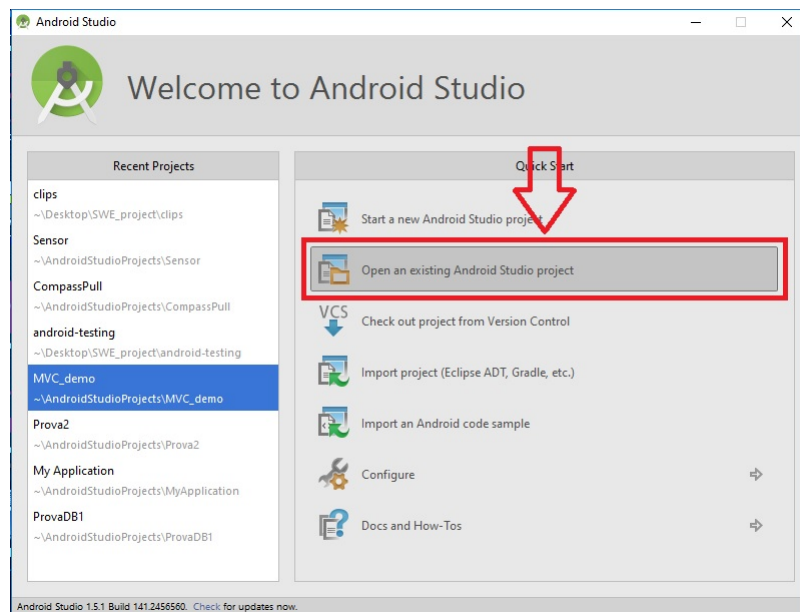 Android Studio
Welcome to Android Studio
Recent Projects
clips
~\Desktop\SWE_project\clips
Sensor
~\AndroidStudioProjects\Sensor
CompassPull
~\AndroidStudioProjects\CompassPull
android-testing
~\Desktop\SWE_project\android-testing
MVC_demo
~\AndroidStudioProjects\MVC_demo
Prova2
~\AndroidStudioProjects\Prova2
My Application
~\AndroidStudioProjects\MyApplication
ProvaDB1
~\AndroidStudioProjects\ProvaDB1
Quick Start
Start a new Android Studio project
Open an existing Android Studio project
VCS
Check out project from Version Control
Import project (Eclipse ADT, Gradle, etc.)
Import an Android code sample
Configure
Docs and How-Tos
Android Studio 1.5.1 Build 141.2456560. Check for updates now.